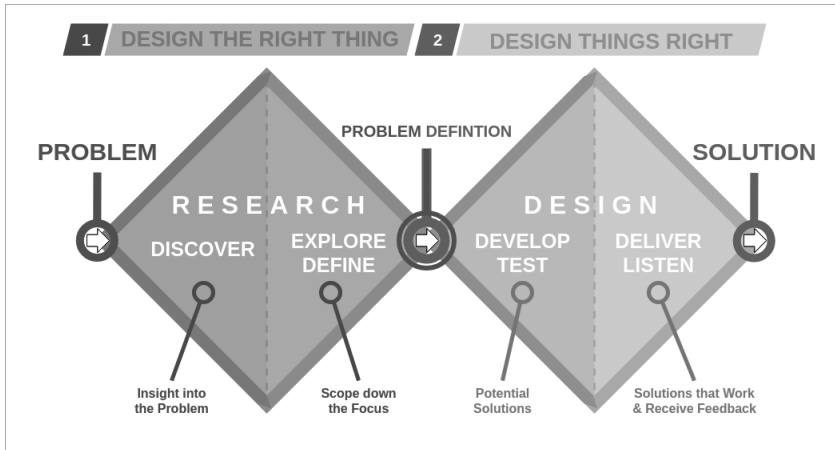 1 DESIGN THE RIGHT THING 2 DESIGN THINGS RIGHT
PROBLEM DEFINTION
PROBLEM
SOLUTION
RESEARCH
DESIGN
DISCOVER
EXPLORE
DEFINE
DEVELOP
TEST
DELIVER
LISTEN
Insight into
the Problem
Scope down
the Focus
Potential
Solutions
Solutions that Work
& Receive Feedback